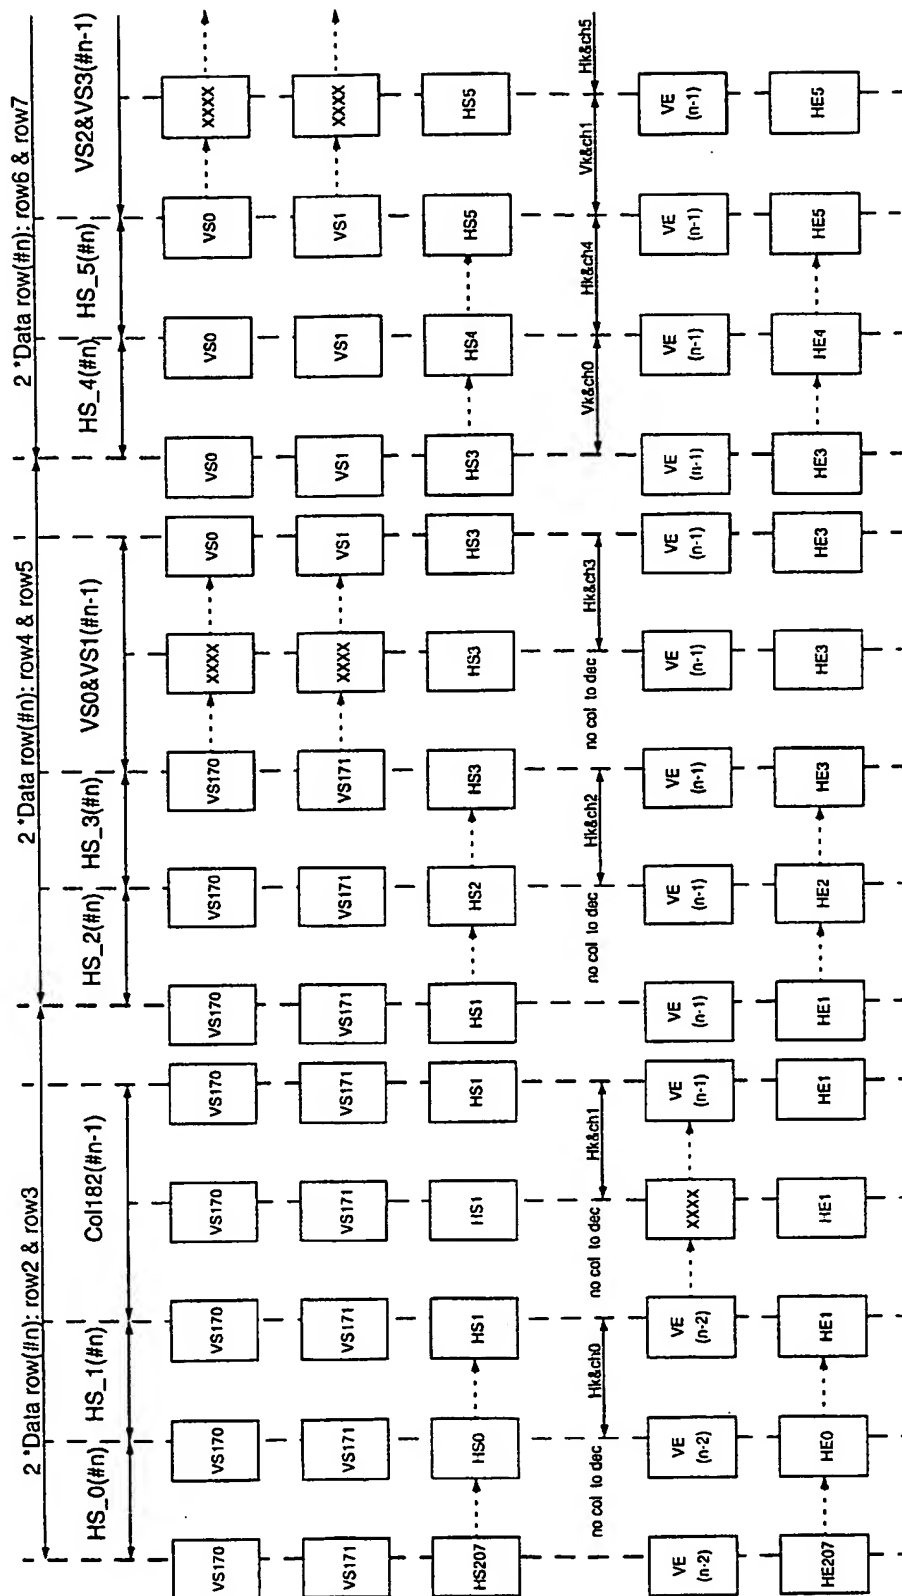 2 *Data row(#n): row2 & row3 2 *Data row(#n): row4 & row5 2 *Data row(#n): row6 & row7
HS_0(#n) HS_1(#n) Col182(#n-1) HS_2(#n) HS_3(#n) VS0&VS1(#n-1) HS_4(#n) HS_5(#n) VS2&VS3(#n-1)
VS170 VS170 VS170 VS170 VS170 VS170 VS170 VS170 XXXX VS0 VS0 VS0 VS0 XXXX
VS171 VS171 VS171 VS171 VS171 VS171 VS171 VS171 XXXX VS1 VS1 VS1 VS1 XXXX
HS207 HS0 HS1 HS1 HS1 HS1 HS2 HS3 HS3 HS3 HS3 HS4 HS5 HS5
no col to dec Hk&ch0 no col to dec Hk&ch1 no col to dec Hk&ch2 no col to dec Hk&ch3 Vk&ch0 Hk&ch4 Vk&ch1 Hk&ch5
VE VE VE XXXX VE VE VE VE VE VE VE VE VE VE
(n-2) (n-2) (n-2) (n-1) (n-1) (n-1) (n-1) (n-1) (n-1) (n-1) (n-1) (n-1) (n-1)
HE207 HE0 HE1 HE1 HE1 HE1 HE2 HE3 HE3 HE3 HE3 HE4 HE5 HE5